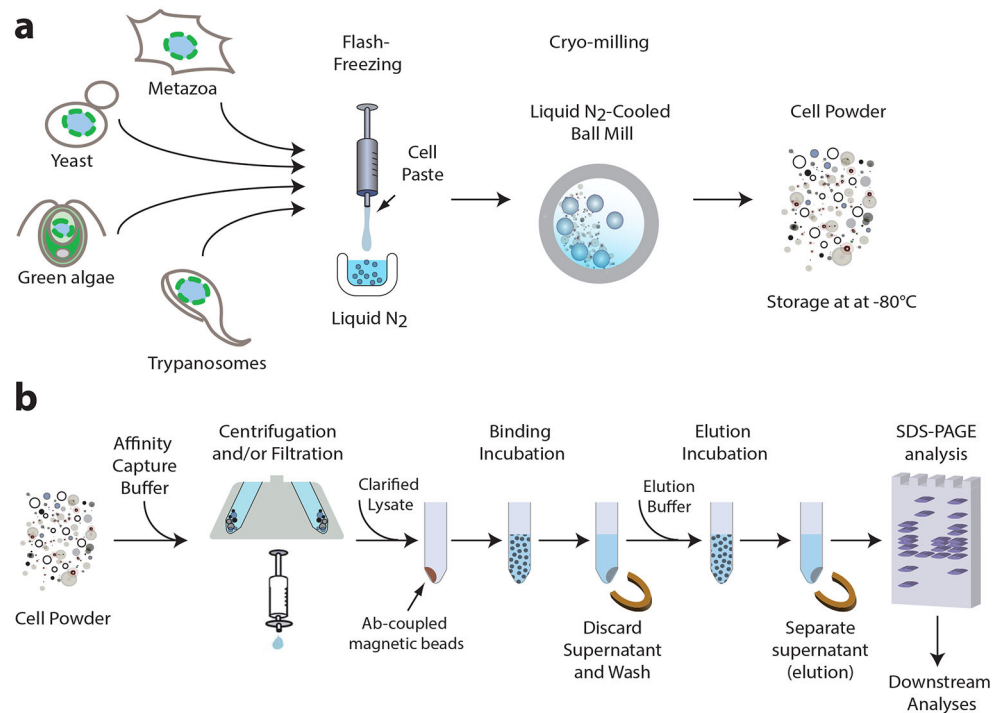 a
Metazoa
Yeast
Green algae
Trypanosomes
Flash-
Freezing
Cell
Paste
Liquid N2
Cryo-milling
Liquid N2-Cooled
Ball Mill
Cell Powder
Storage at at -80°C
b
Cell Powder
Affinity
Capture
Buffer
Centrifugation
and/or Filtration
Clarified
Lysate
Ab-coupled
magnetic beads
Binding
Incubation
Discard
Supernatant
and Wash
Elution
Buffer
Elution
Incubation
Separate
supernatant
(elution)
SDS-PAGE
analysis
Downstream
Analyses